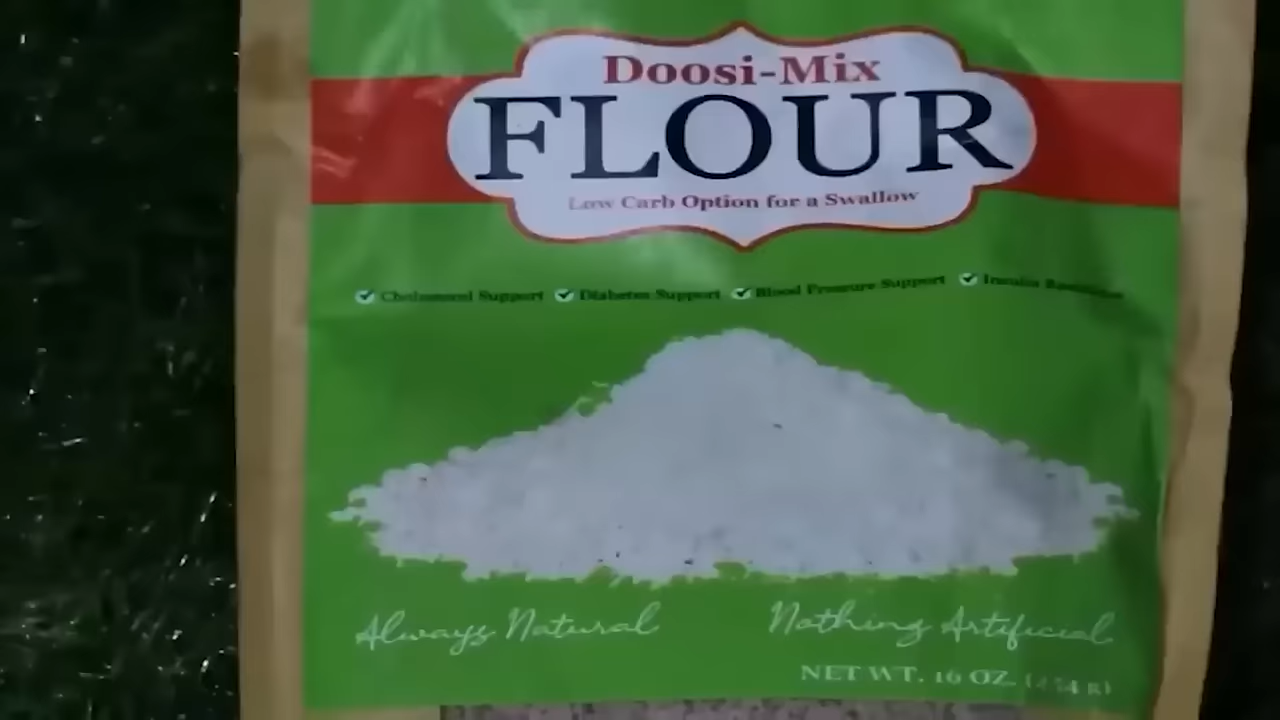 Doosi-Mix
FLOUR
Low Carb Option for a Swallow
Cholesterol Support Diabetes Support Blood Pressure Support Insulin
Always Natural Nothing Artificial
NET WT. 16 OZ. (454 g)